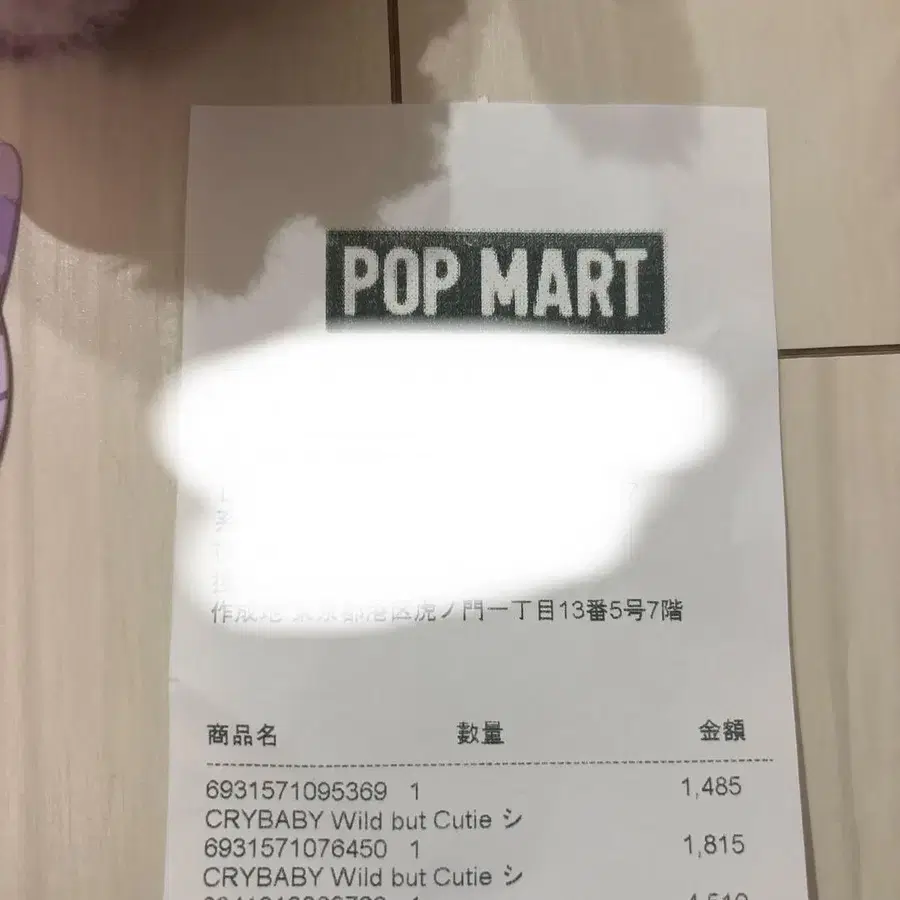 POP MART
作成地 東京都港区虎ノ門一丁目13番5号7階
商品名 數量 金額
6931571095369 1 1,485
CRYBABY Wild but Cutie シ
6931571076450 1 1,815
CRYBABY Wild but Cutie シ